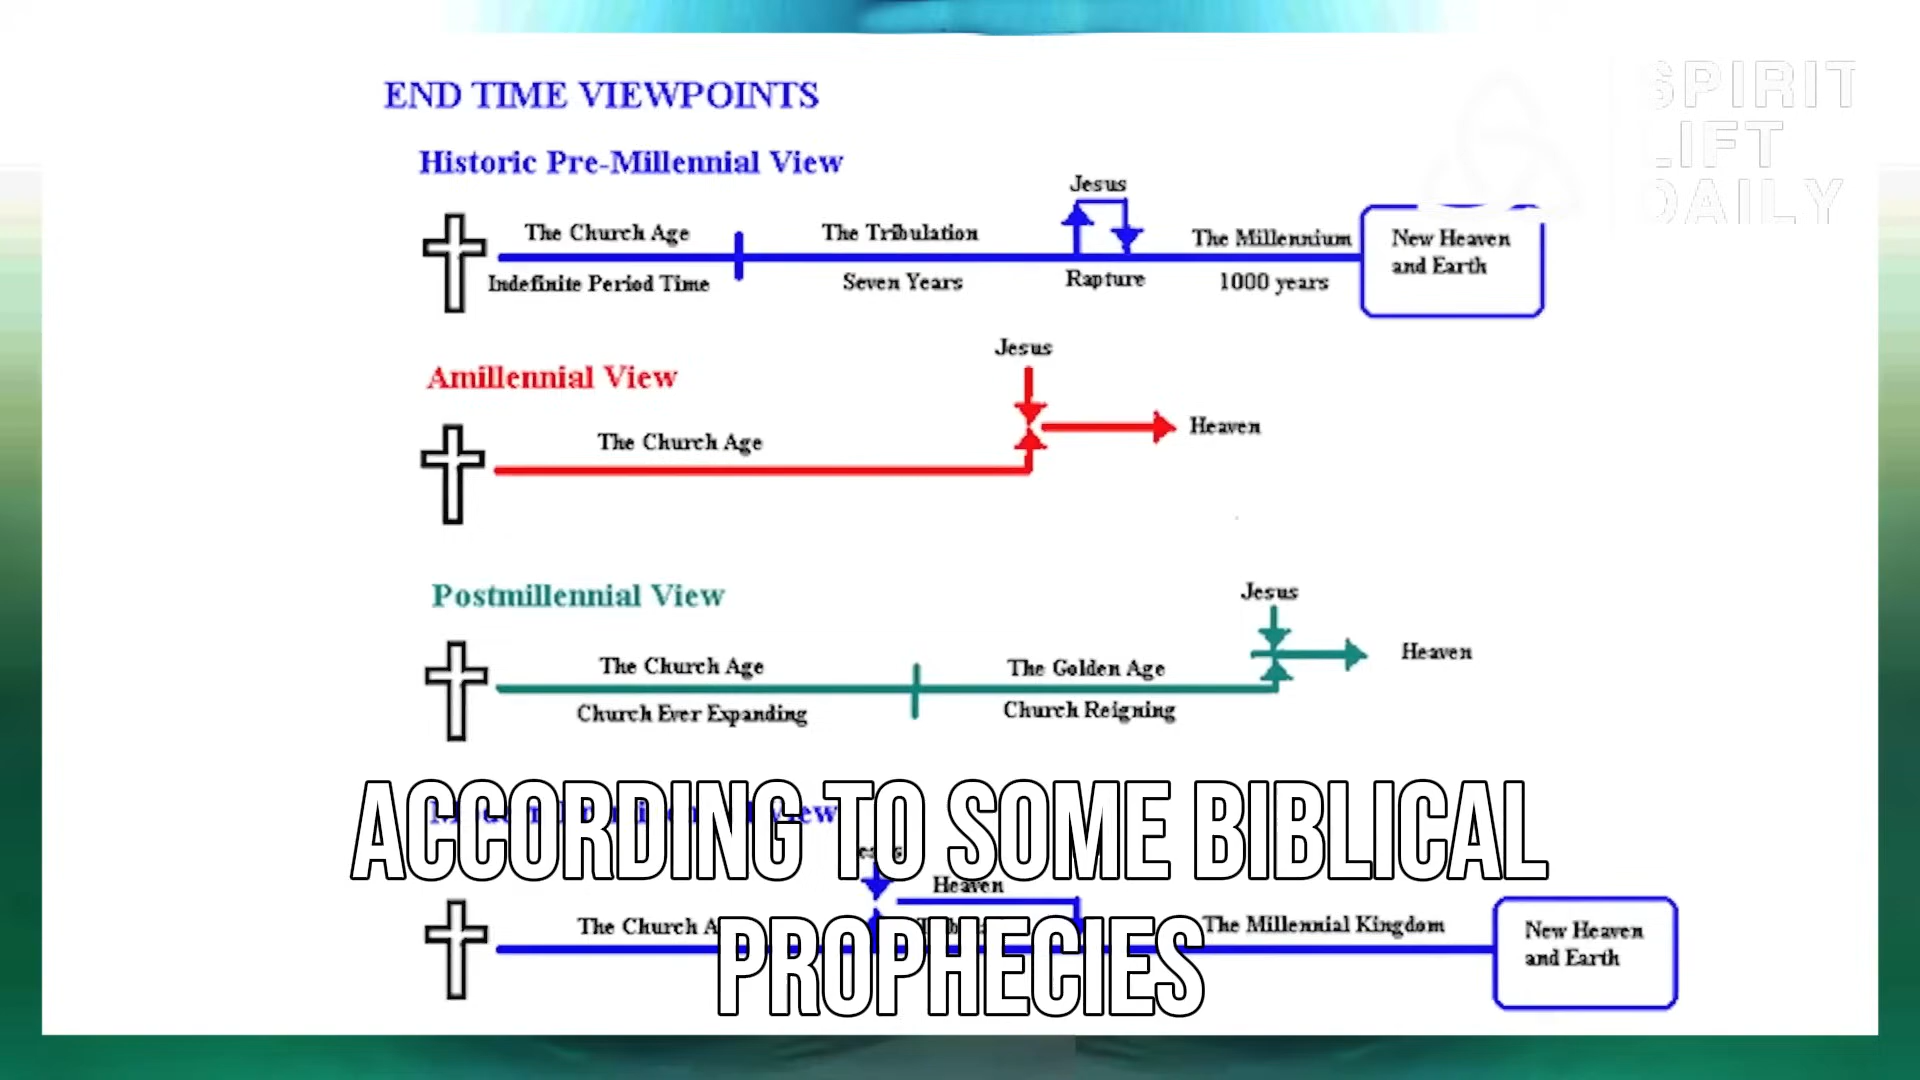 END TIME VIEWPOINTS
SPIRIT
LIFT
DAILY
Historic Pre-Millennial View
Jesus
The Church Age
The Tribulation
The Millennium
New Heaven
and Earth
Indefinite Period Time
Seven Years
Rapture
1000 years
Jesus
Amillennial View
The Church Age
Heaven
Postmillennial View
Jesus
The Church Age
The Golden Age
Heaven
Church Ever Expanding
Church Reigning
ACCORDING TO SOME BIBLICAL
PROPHECIES
View
Heaven
The Church
The Millennial Kingdom
New Heaven
and Earth